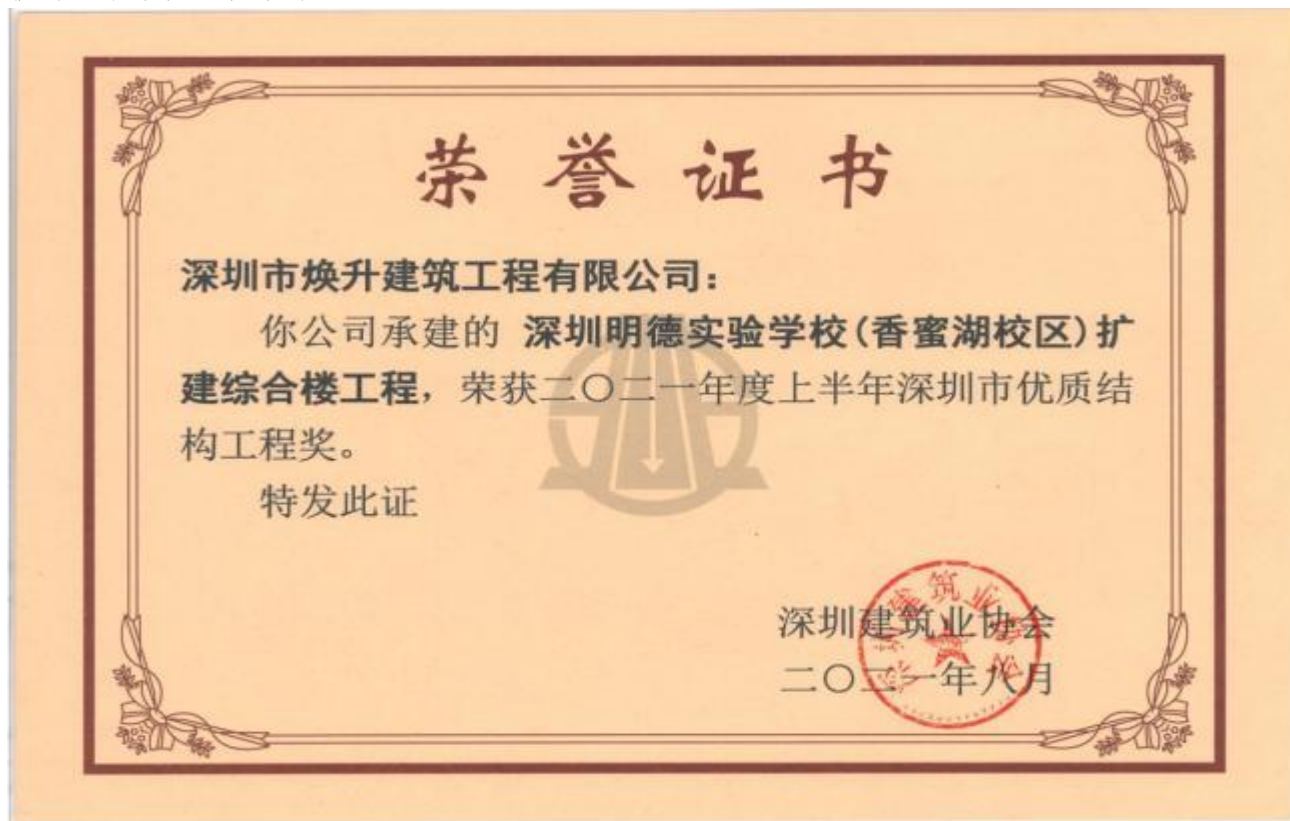 荣誉证书
深圳市焕升建筑工程有限公司：
你公司承建的 深圳明德实验学校(香蜜湖校区)扩
建综合楼工程，荣获二〇二一年度上半年深圳市优质结
构工程奖。
特发此证
深圳建筑业协会
二〇二一年八月